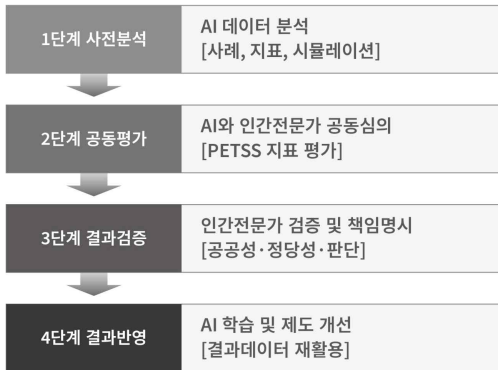 1단계 사전분석
AI 데이터 분석
[사례, 지표, 시뮬레이션]
2단계 공동평가
AI와 인간전문가 공동심의
[PETSS 지표 평가]
3단계 결과검증
인간전문가 검증 및 책임명시
[공공성·정당성·판단]
4단계 결과반영
AI 학습 및 제도 개선
[결과데이터 재활용]